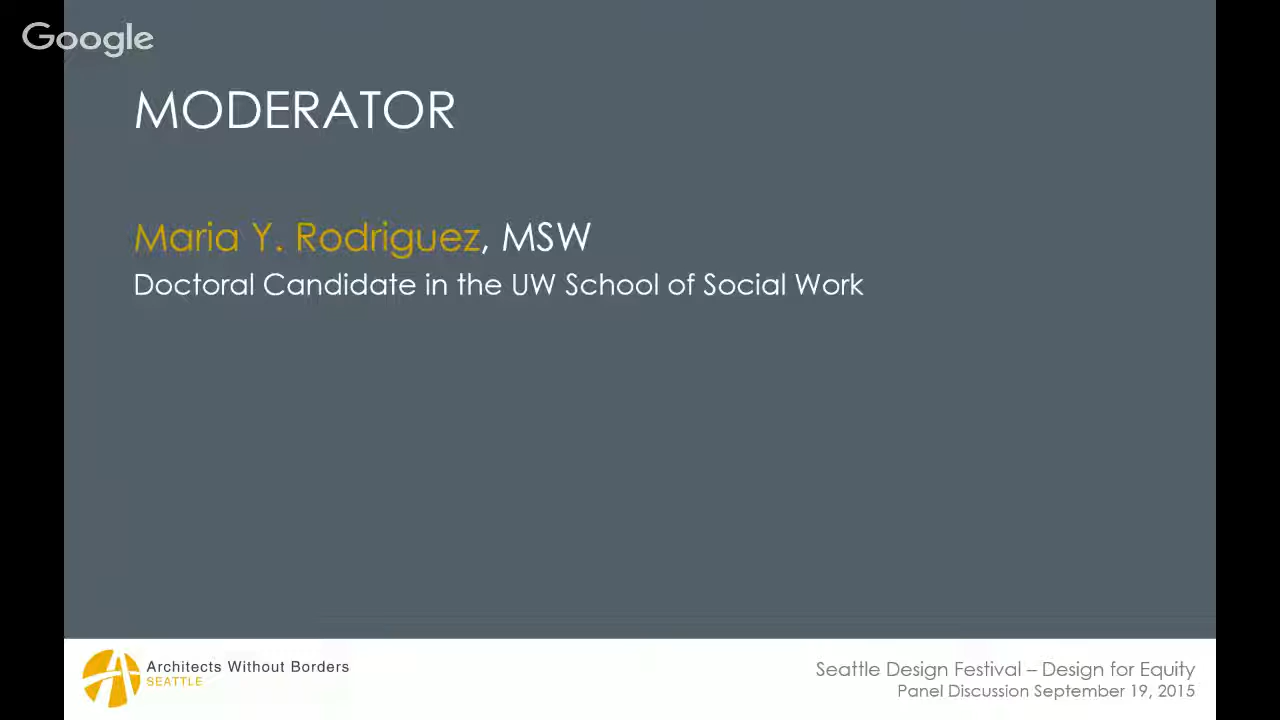 Google
MODERATOR
Maria Y. Rodriguez, MSW
Doctoral Candidate in the UW School of Social Work
Architects Without Borders
SEATTLE
Seattle Design Festival – Design for Equity
Panel Discussion September 19, 2015